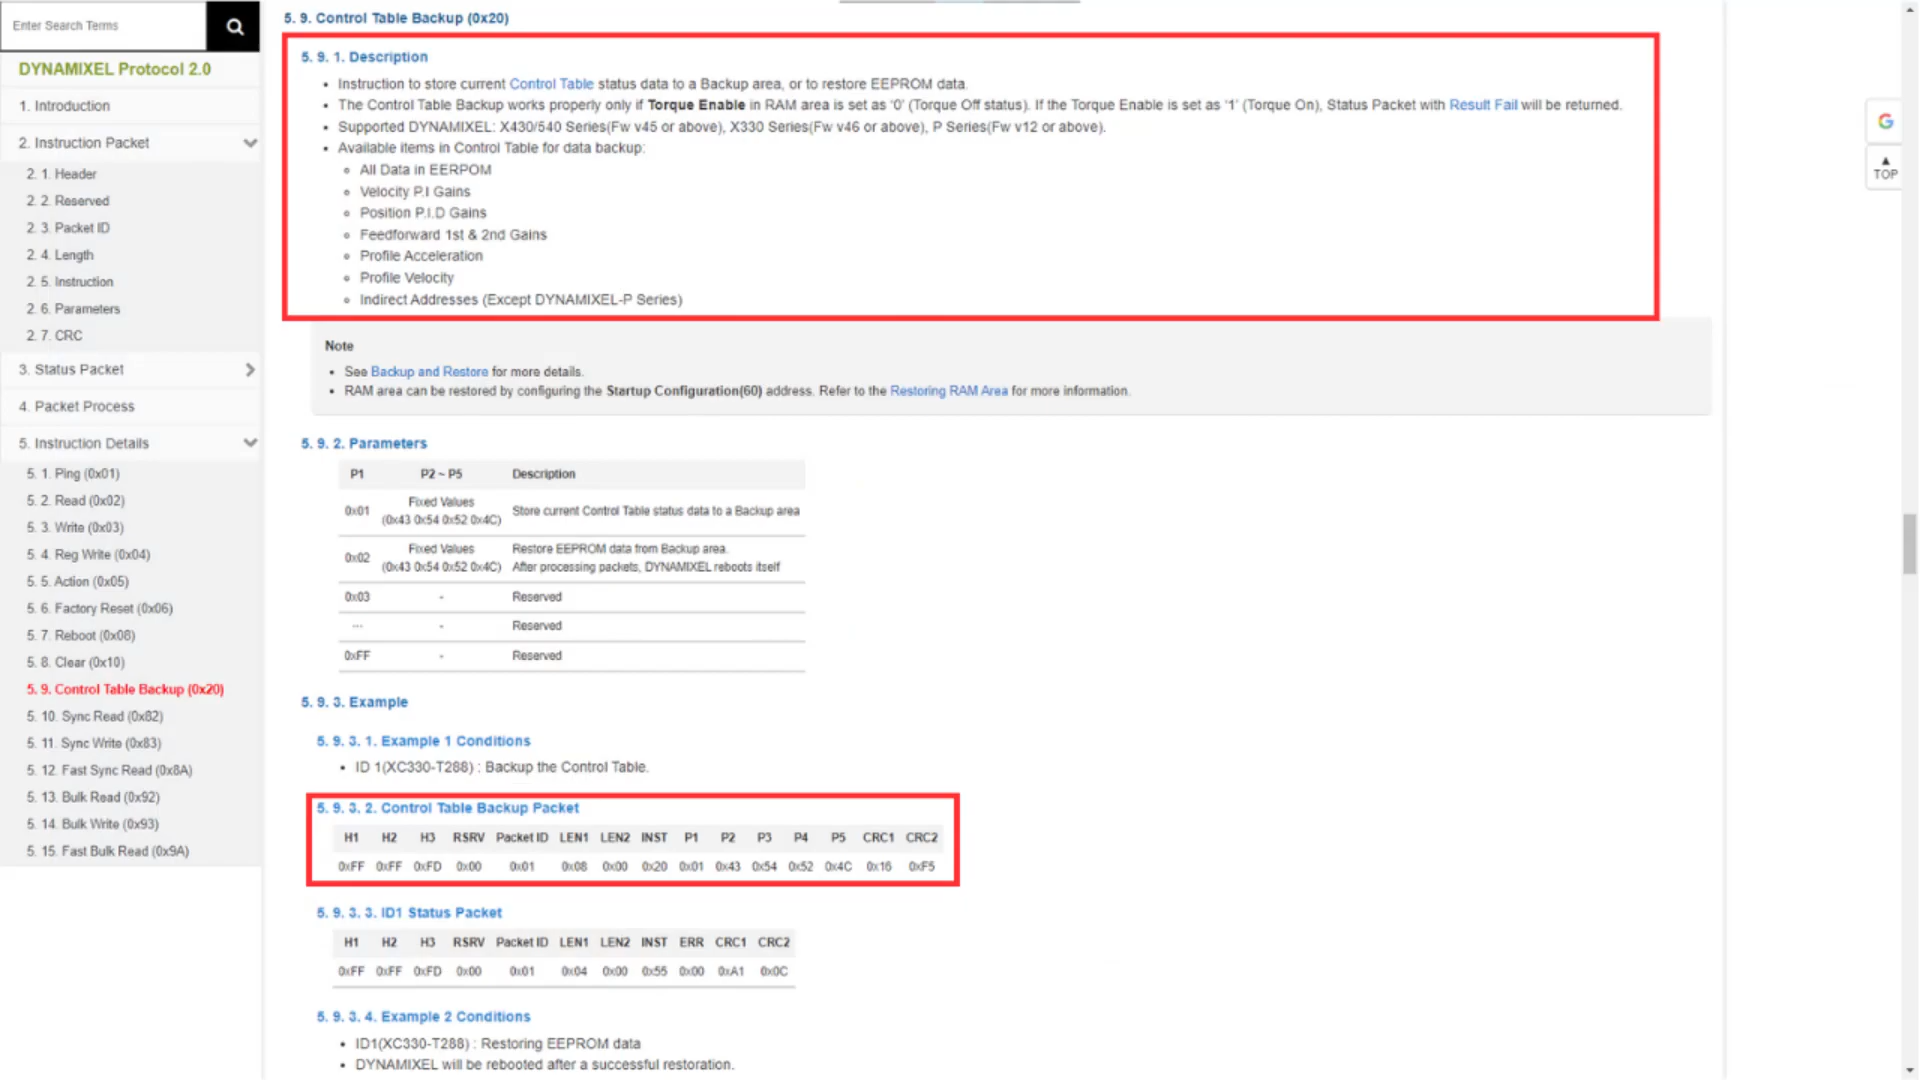 Enter Search Terms
DYNAMIXEL Protocol 2.0
1. Introduction
2. Instruction Packet
2. 1. Header
2. 2. Reserved
2. 3. Packet ID
2. 4. Length
2. 5. Instruction
2. 6. Parameters
2. 7. CRC
3. Status Packet
4. Packet Process
5. Instruction Details
5. 1. Ping (0x01)
5. 2. Read (0x02)
5. 3. Write (0x03)
5. 4. Reg Write (0x04)
5. 5. Action (0x05)
5. 6. Factory Reset (0x06)
5. 7. Reboot (0x08)
5. 8. Clear (0x10)
5. 9. Control Table Backup (0x20)
5. 10. Sync Read (0x82)
5. 11. Sync Write (0x83)
5. 12. Fast Sync Read (0x8A)
5. 13. Bulk Read (0x92)
5. 14. Bulk Write (0x93)
5. 15. Fast Bulk Read (0x9A)
5. 9. Control Table Backup (0x20)
5. 9. 1. Description
• Instruction to store current Control Table status data to a Backup area, or to restore EEPROM data.
• The Control Table Backup works properly only if Torque Enable in RAM area is set as ‘0’ (Torque Off status). If the Torque Enable is set as ‘1’ (Torque On), Status Packet with Result Fail will be returned.
• Supported DYNAMIXEL: X430/540 Series(Fw v45 or above), X330 Series(Fw v46 or above), P Series(Fw v12 or above).
• Available items in Control Table for data backup:
All Data in EERPOM
Velocity P.I Gains
Position P.I.D Gains
Feedforward 1st & 2nd Gains
Profile Acceleration
Profile Velocity
Indirect Addresses (Except DYNAMIXEL-P Series)
Note
• See Backup and Restore for more details.
• RAM area can be restored by configuring the Startup Configuration(60) address. Refer to the Restoring RAM Area for more information.
5. 9. 2. Parameters
P1 P2 ~ P5 Description
0x01 Fixed Values (0x43 0x54 0x52 0x4C) Store current Control Table status data to a Backup area
0x02 Fixed Values (0x43 0x54 0x52 0x4C) Restore EEPROM data from Backup area. After processing packets, DYNAMIXEL reboots itself
0x03 - Reserved
… - Reserved
0xFF - Reserved
5. 9. 3. Example
5. 9. 3. 1. Example 1 Conditions
• ID 1(XC330-T288) : Backup the Control Table.
5. 9. 3. 2. Control Table Backup Packet
H1 H2 H3 RSRV Packet ID LEN1 LEN2 INST P1 P2 P3 P4 P5 CRC1 CRC2
0xFF 0xFF 0xFD 0x00 0x01 0x08 0x00 0x20 0x01 0x43 0x54 0x52 0x4C 0x16 0xF5
5. 9. 3. 3. ID1 Status Packet
H1 H2 H3 RSRV Packet ID LEN1 LEN2 INST ERR CRC1 CRC2
0xFF 0xFF 0xFD 0x00 0x01 0x04 0x00 0x55 0x00 0xA1 0x0C
5. 9. 3. 4. Example 2 Conditions
• ID1(XC330-T288) : Restoring EEPROM data
• DYNAMIXEL will be rebooted after a successful restoration.
G
TOP